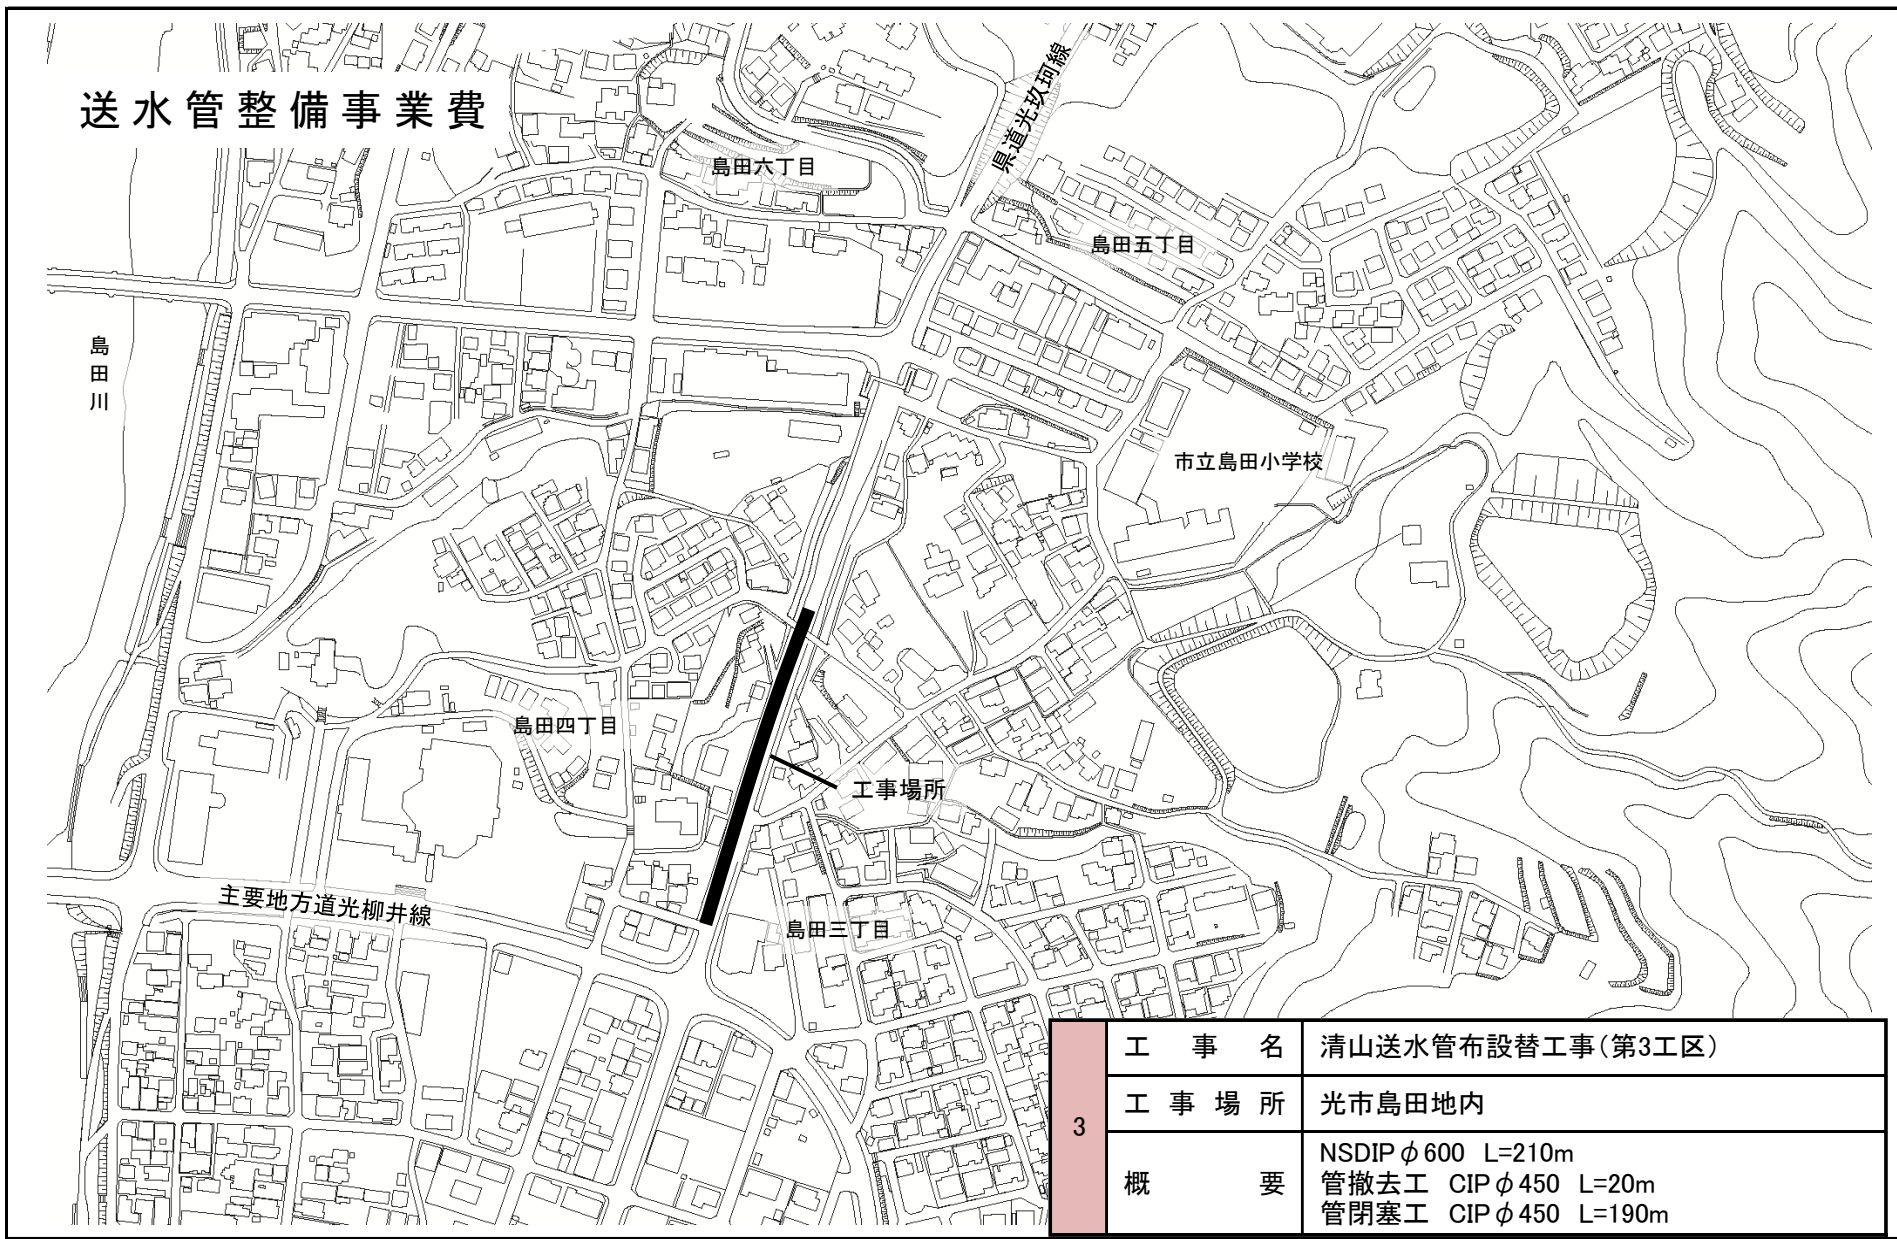 送水管整備事業費
県道光玖珂線
島田六丁目
島田五丁目
島田川
市立島田小学校
島田四丁目
工事場所
主要地方道光柳井線
島田三丁目
3
工事名 清山送水管布設替工事(第3工区)
工事場所 光市島田地内
概要 NSDIPφ600 L=210m
管撤去工 CIPφ450 L=20m
管閉塞工 CIPφ450 L=190m